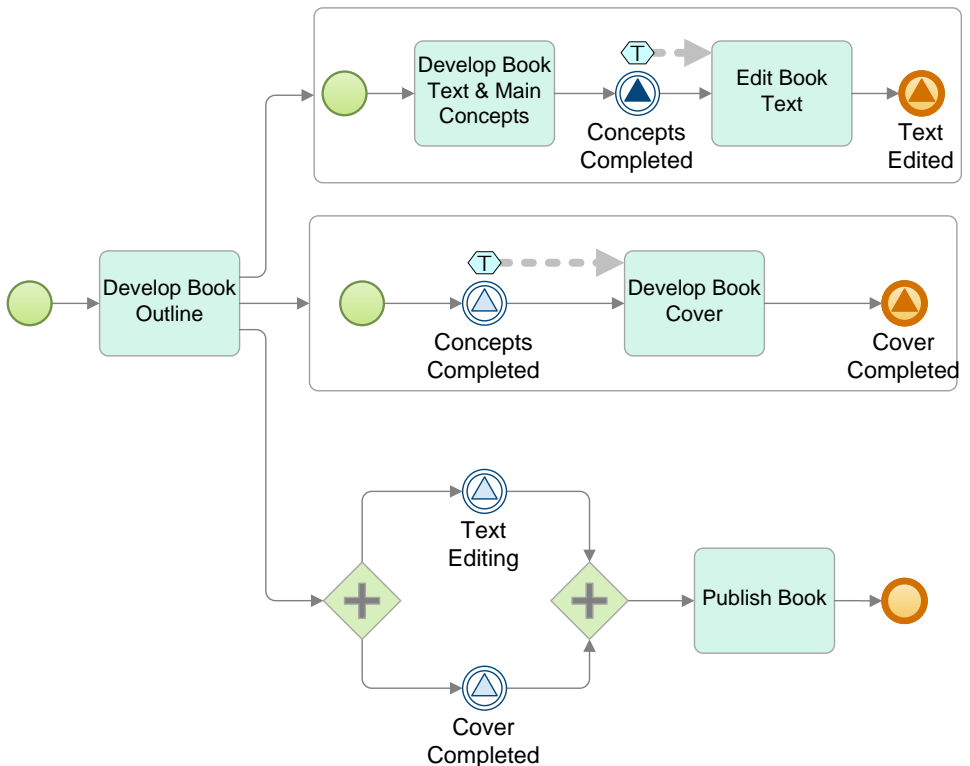 Develop Book
Text & Main
Concepts
T
Concepts
Completed
Edit Book
Text
Text
Edited
Develop Book
Outline
T
Concepts
Completed
Develop Book
Cover
Cover
Completed
Text
Editing
Publish Book
Cover
Completed